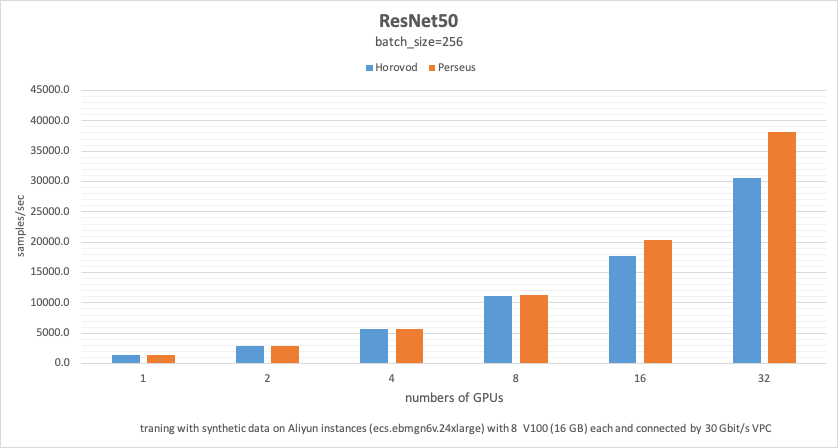 ResNet50
batch_size=256
Horovod Perseus
45000.0
40000.0
35000.0
30000.0
25000.0
20000.0
15000.0
10000.0
5000.0
0.0
samples/sec
1 2 4 8 16 32
numbers of GPUs
traning with synthetic data on Aliyun instances (ecs.ebmgn6v.24xlarge) with 8 V100 (16 GB) each and connected by 30 Gbit/s VPC